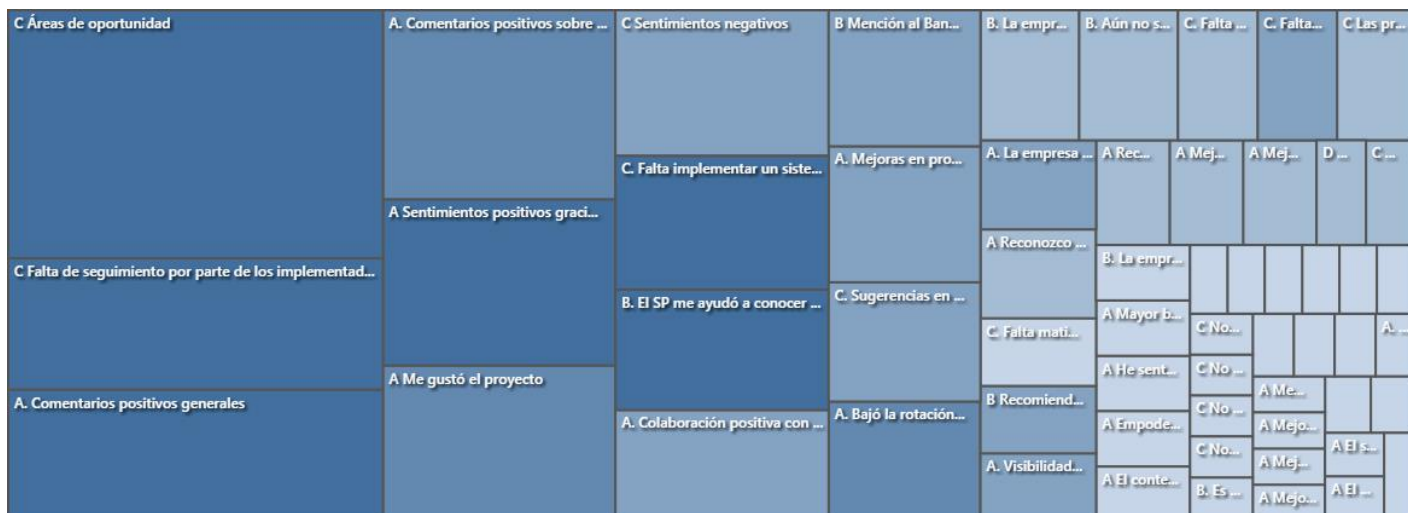 C Áreas de oportunidad
C Falta de seguimiento por parte de los implementad...
A. Comentarios positivos generales
A. Comentarios positivos sobre ...
A Sentimientos positivos graci...
A Me gustó el proyecto
C Sentimientos negativos
C. Falta implementar un siste...
B. El SP me ayudó a conocer ...
A. Colaboración positiva con ...
B Mención al Ban...
A. Mejoras en pro...
C. Sugerencias en ...
A. Bajó la rotación...
B. La empr...
B. Aún no s...
C. Falta ...
C. Falta...
C Las pr...
A. La empresa ...
A Reconozco ...
C. Falta mati...
B Recomiend...
A. Visibilidad...
A Rec...
A Mej...
A Mej...
D ...
C ...
B. La empr...
A Mayor b...
A He sent...
A Empode...
A El conte...
C No...
C No ...
C No ...
C No...
B. Es ...
A. ...
A Me...
A Mejo...
A Mej...
A Mejo...
A El s...
A El ...